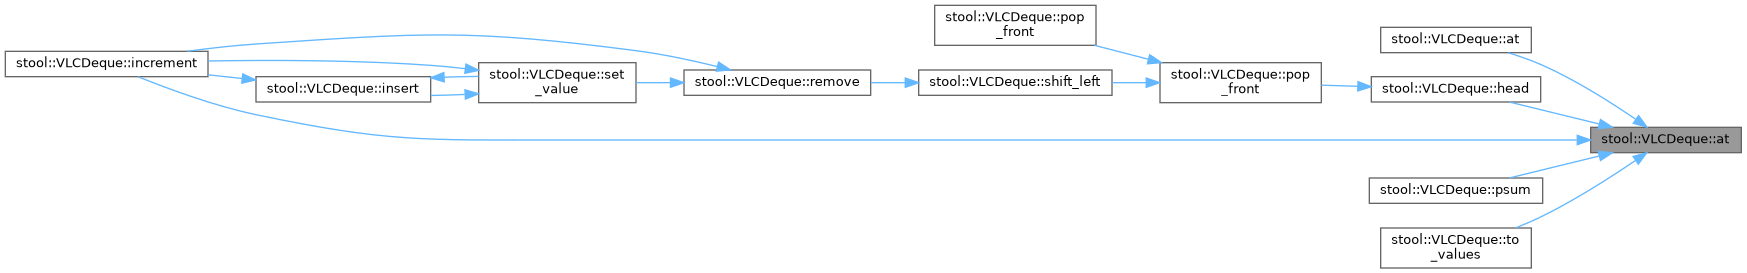 stool::VLCDeque::increment
stool::VLCDeque::insert
stool::VLCDeque::set
_value
stool::VLCDeque::remove
stool::VLCDeque::shift_left
stool::VLCDeque::pop
_front
stool::VLCDeque::pop
_front
stool::VLCDeque::at
stool::VLCDeque::head
stool::VLCDeque::at
stool::VLCDeque::psum
stool::VLCDeque::to
_values